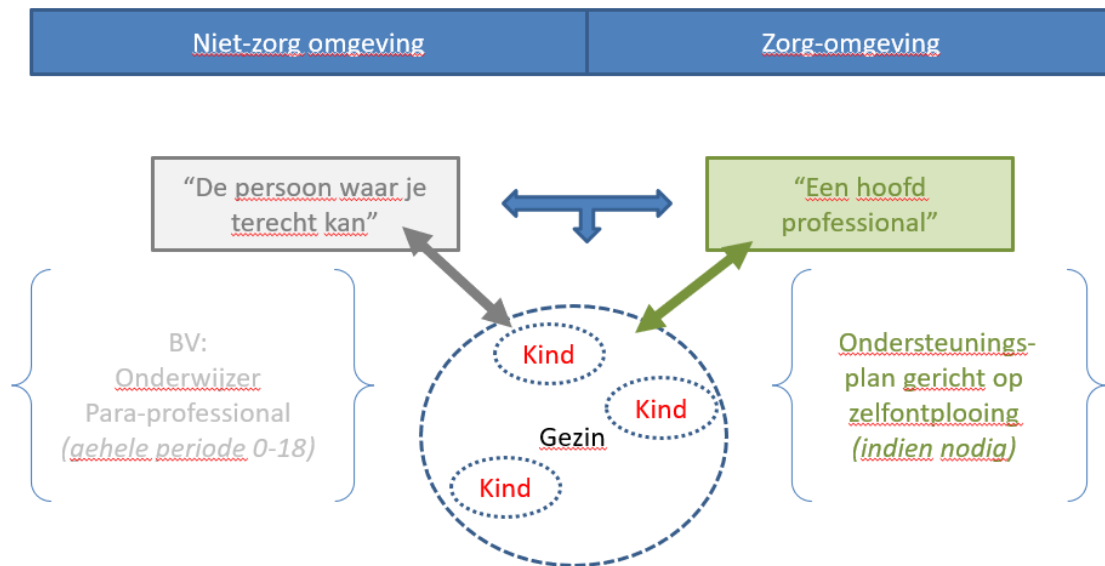 Niet-zorg omgeving
Zorg-omgeving
“De persoon waar je
terecht kan”
“Een hoofd
professional”
BV:
Onderwijzer
Para-professional
(gehele periode 0-18)
Kind
Kind
Gezin
Kind
Ondersteunings-
plan gericht op
zelfontplooing
(indien nodig)